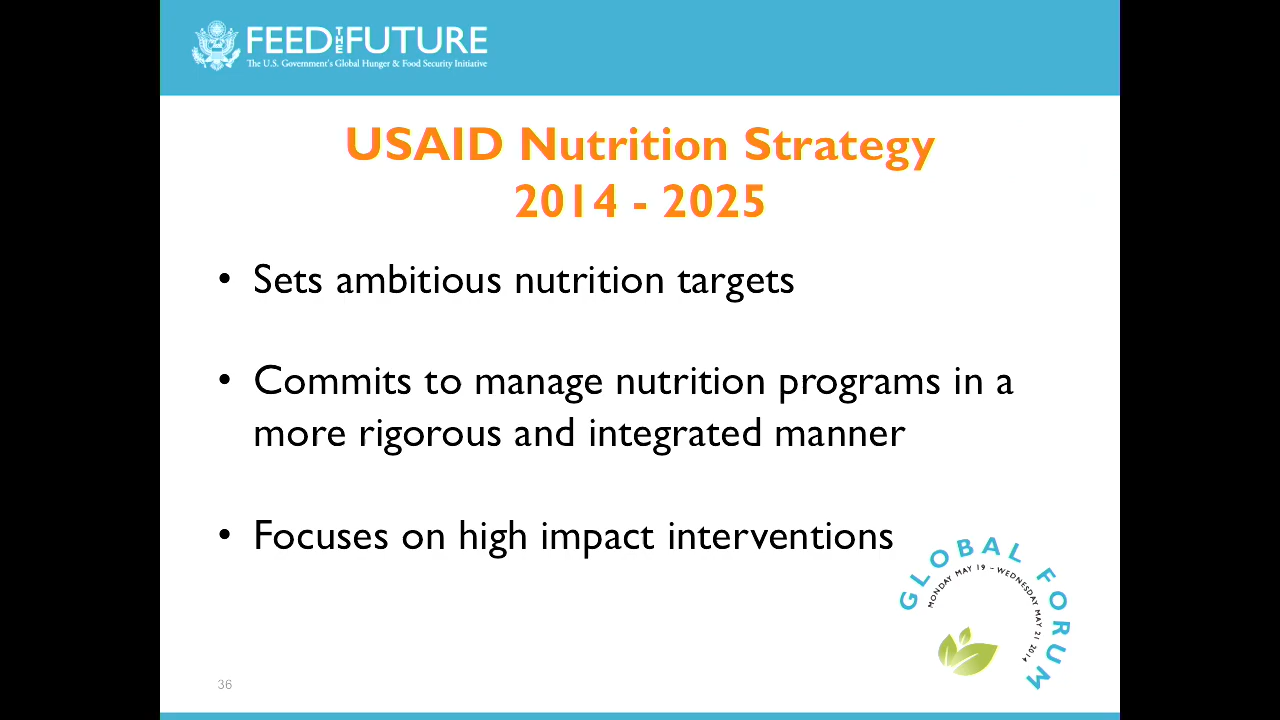 FEED THE FUTURE
The U.S. Government's Global Hunger & Food Security Initiative
USAID Nutrition Strategy
2014 - 2025
• Sets ambitious nutrition targets
• Commits to manage nutrition programs in a
more rigorous and integrated manner
• Focuses on high impact interventions
GLOBAL FORUM
MONDAY MAY 19 – WEDNESDAY MAY 21 2014
36